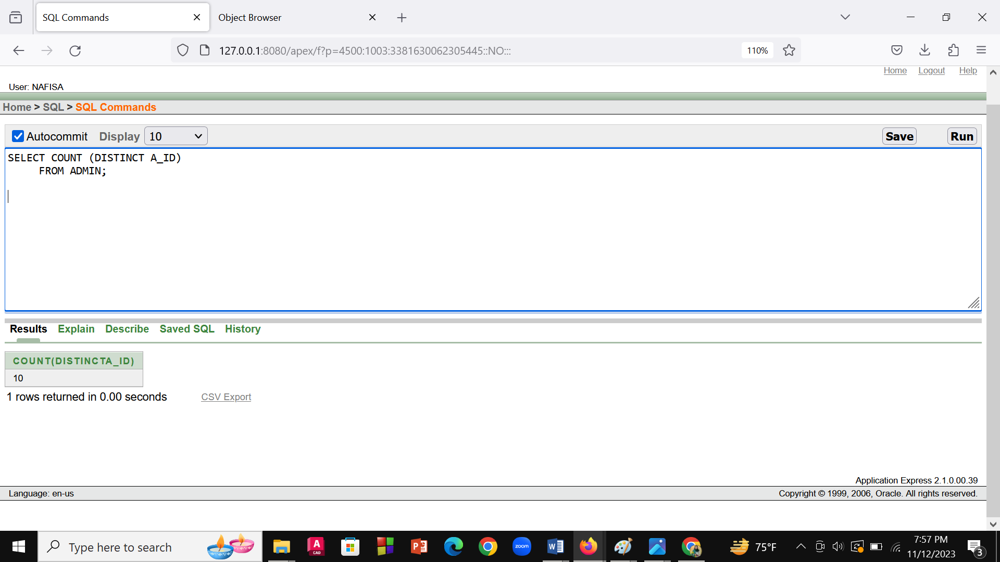 SQL Commands
Object Browser
127.0.0.1:8080/apex/f?p=4500:1003:3381630062305445::NO:::
110%
Home Logout Help
User: NAFISA
Home > SQL > SQL Commands
Autocommit Display 10 Save Run
SELECT COUNT (DISTINCT A_ID)
FROM ADMIN;
Results Explain Describe Saved SQL History
COUNT(DISTINCTA_ID)
10
1 rows returned in 0.00 seconds CSV Export
Application Express 2.1.0.00.39
Language: en-us Copyright © 1999, 2006, Oracle. All rights reserved.
Type here to search
A
CAD
P
zoom
W
75°F
7:57 PM
11/12/2023
3